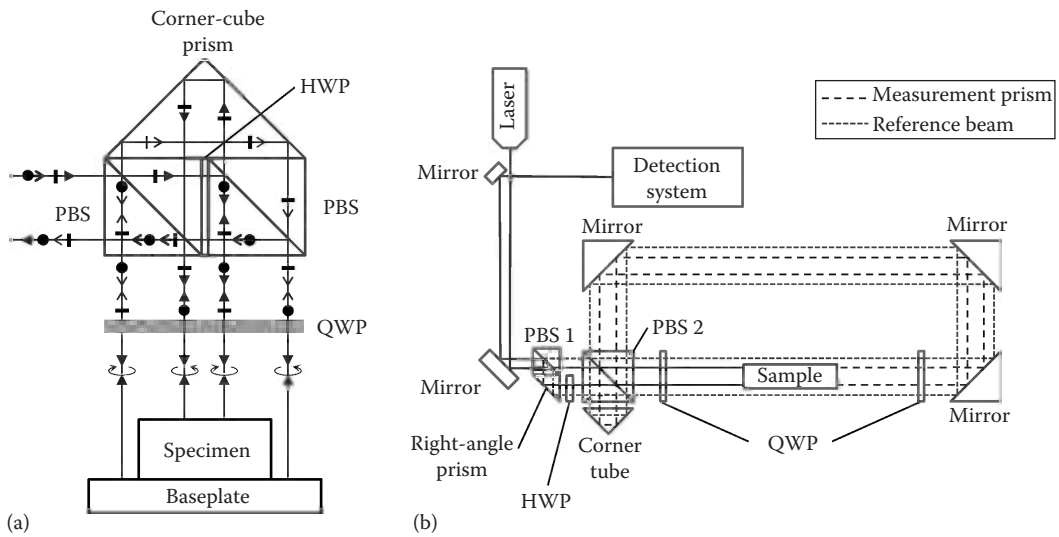 Corner-cube
prism
HWP
PBS
PBS
QWP
Specimen
Baseplate
(a)
Laser
Measurement prism
Reference beam
Mirror
Detection
system
Mirror
Mirror
PBS 1
PBS 2
Mirror
Sample
Mirror
Right-angle
prism
Corner
tube
QWP
HWP
(b)